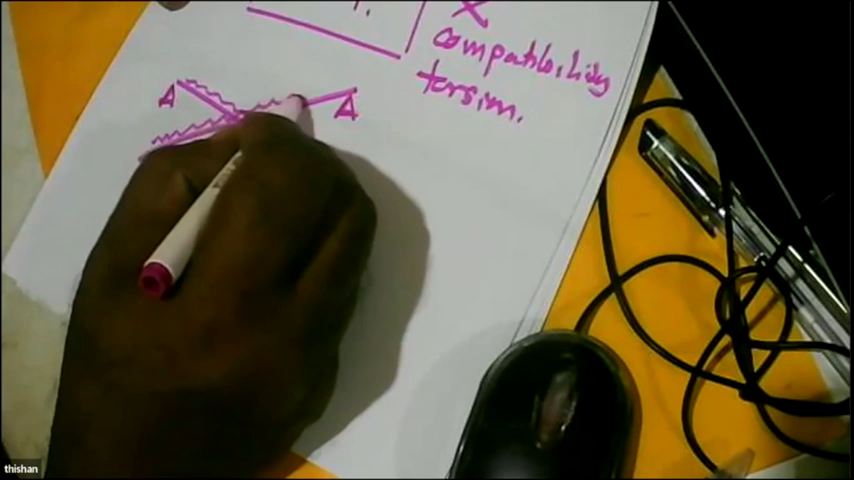 compatibility
torsion.
A
A
thishan